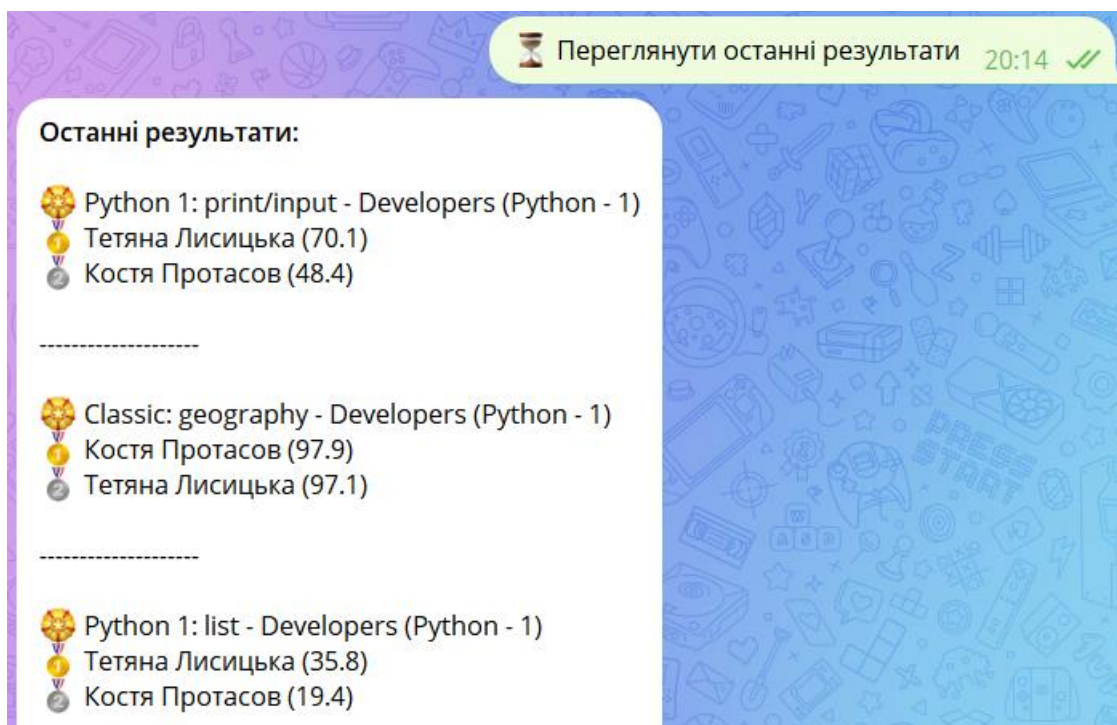 ⏳ Переглянути останні результати 20:14
Останні результати:
🏵️ Python 1: print/input - Developers (Python - 1)
🥇 Тетяна Лисицька (70.1)
🥈 Костя Протасов (48.4)
--------------------
🏵️ Classic: geography - Developers (Python - 1)
🥇 Костя Протасов (97.9)
🥈 Тетяна Лисицька (97.1)
--------------------
🏵️ Python 1: list - Developers (Python - 1)
🥇 Тетяна Лисицька (35.8)
🥈 Костя Протасов (19.4)
PRESS
START
W
A S D